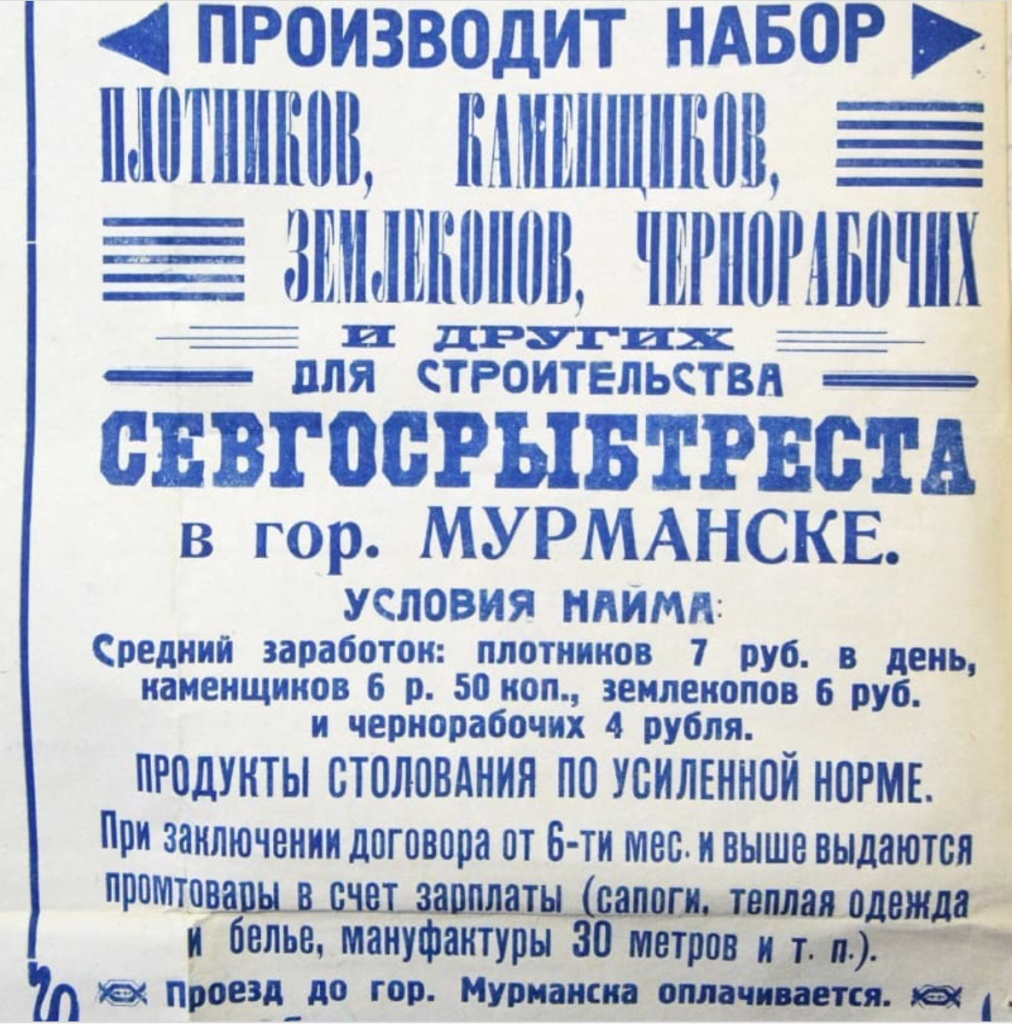 ПРОИЗВОДИТ НАБОР
ПЛОТНИКОВ, КАМЕНЩИКОВ,
ЗЕМЛЕКОПОВ, ЧЕРНОРАБОЧИХ
И ДРУГИХ
ДЛЯ СТРОИТЕЛЬСТВА
СЕВГОСРЫБТРЕСТА
в гор. МУРМАНСКЕ.
УСЛОВИЯ НАЙМА:
Средний заработок: плотников 7 руб. в день,
каменщиков 6 р. 50 коп., землекопов 6 руб.
и чернорабочих 4 рубля.
ПРОДУКТЫ СТОЛОВАНИЯ ПО УСИЛЕННОЙ НОРМЕ.
При заключении договора от 6-ти мес. и выше выдаются
промтовары в счет зарплаты (сапоги, теплая одежда
и белье, мануфактуры 30 метров и т. п.).
Проезд до гор. Мурманска оплачивается.